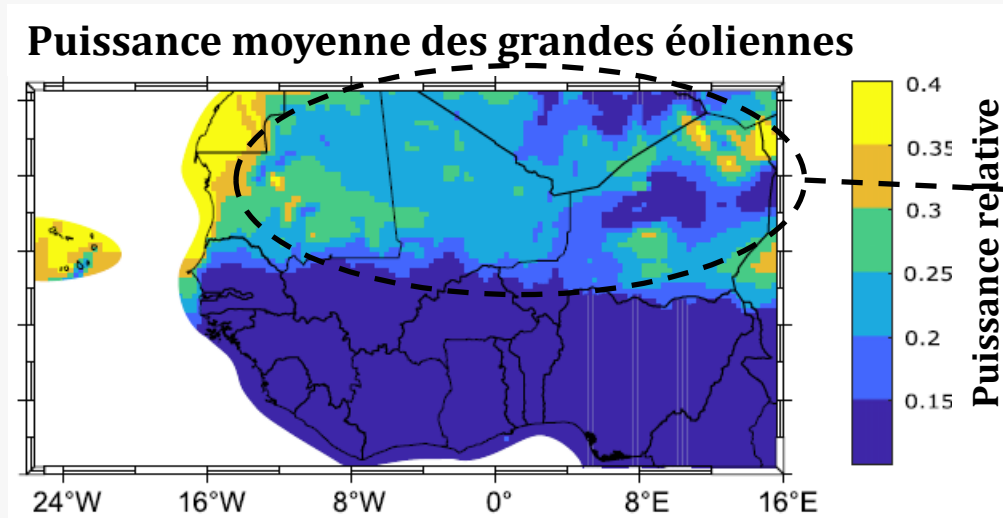 Puissance moyenne des grandes éoliennes
0.4
0.35
0.3
0.25
0.2
0.15
Puissance relative
24°W 16°W 8°W 0° 8°E 16°E